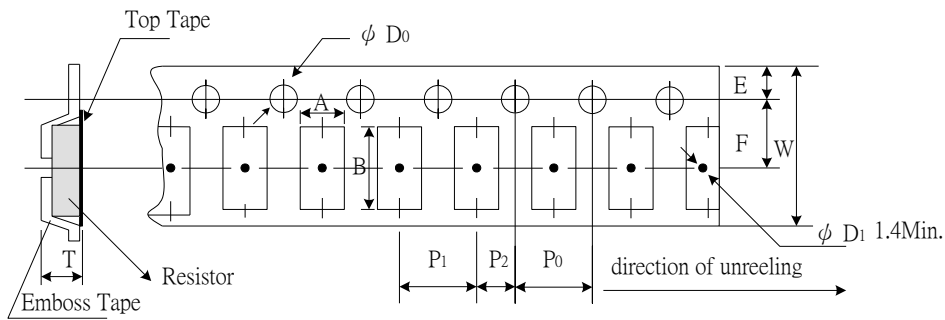 Top Tape
ϕ D0
A
E
F
W
B
ϕ D1 1.4Min.
T
Resistor
P1
P2
P0
direction of unreeling
Emboss Tape